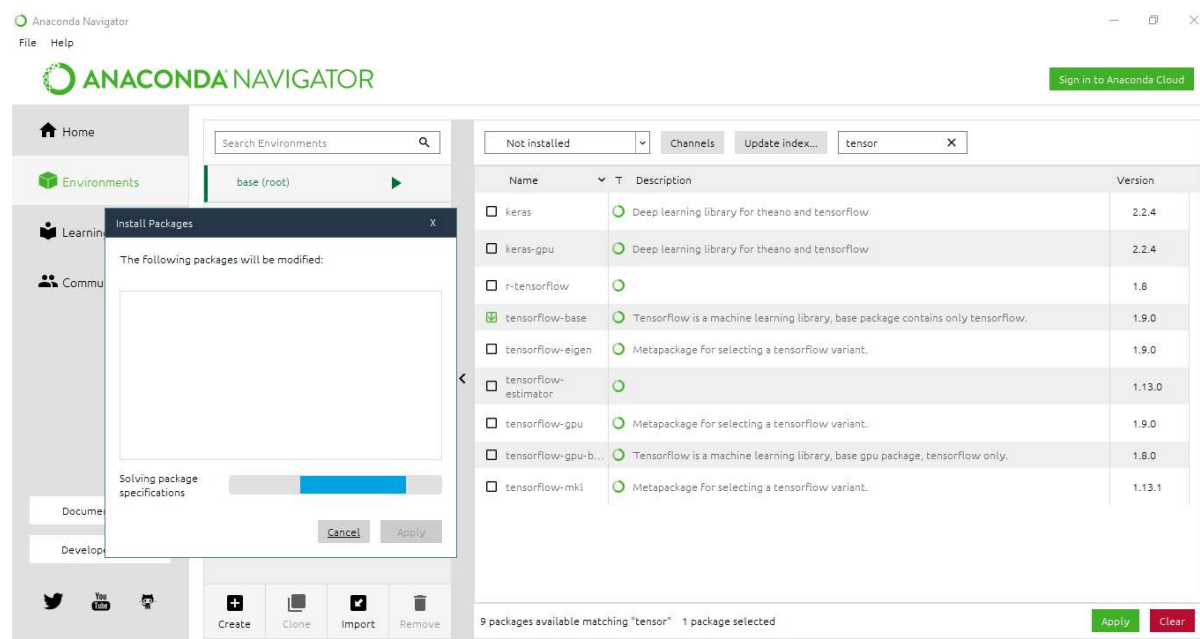 Anaconda Navigator
File Help
ANACONDA NAVIGATOR
Sign in to Anaconda Cloud
Home
Environments
Learnin
Commu
Docume
Develop
You
Tube
Search Environments
base (root)
Install Packages X
The following packages will be modified:
Solving package
specifications
Cancel Apply
Create Clone Import Remove
Not installed Channels Update index... tensor X
Name T Description Version
keras Deep learning library for theano and tensorflow 2.2.4
keras-gpu Deep learning library for theano and tensorflow 2.2.4
r-tensorflow 1.8
tensorflow-base Tensorflow is a machine learning library, base package contains only tensorflow. 1.9.0
tensorflow-eigen Metapackage for selecting a tensorflow variant. 1.9.0
tensorflow-
estimator 1.13.0
tensorflow-gpu Metapackage for selecting a tensorflow variant. 1.9.0
tensorflow-gpu-b... Tensorflow is a machine learning library, base gpu package, tensorflow only. 1.8.0
tensorflow-mkl Metapackage for selecting a tensorflow variant. 1.13.1
9 packages available matching "tensor" 1 package selected
Apply Clear